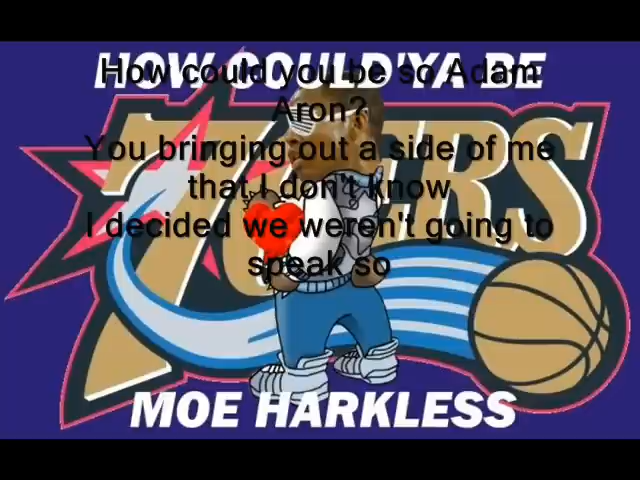 HOW COULD'YA BE
How could you be so Adam
Aron?
You bringing out a side of me
that I don't know
I decided we weren't going to
speak so
76ERS
MOE HARKLESS